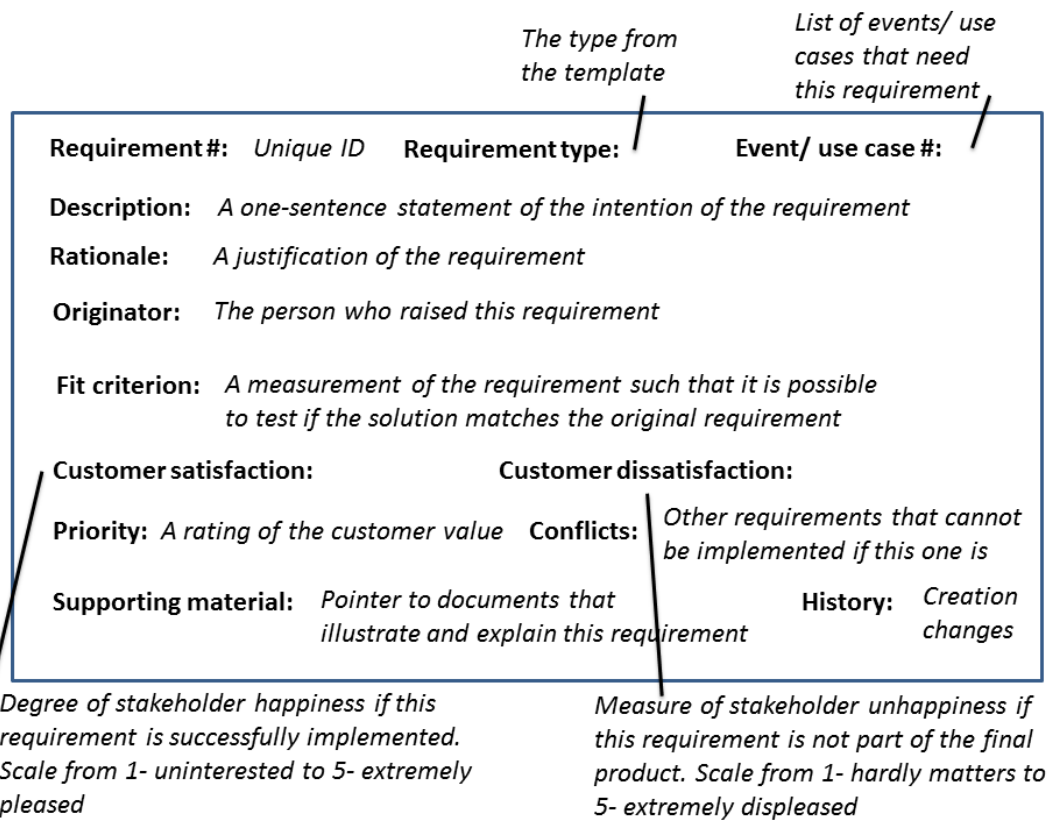 The type from
the template
List of events/ use
cases that need
this requirement
Requirement #: Unique ID Requirement type: Event/ use case #:
Description: A one-sentence statement of the intention of the requirement
Rationale: A justification of the requirement
Originator: The person who raised this requirement
Fit criterion: A measurement of the requirement such that it is possible
to test if the solution matches the original requirement
Customer satisfaction: Customer dissatisfaction:
Priority: A rating of the customer value Conflicts: Other requirements that cannot
be implemented if this one is
Supporting material: Pointer to documents that
illustrate and explain this requirement
History: Creation
changes
Degree of stakeholder happiness if this
requirement is successfully implemented.
Scale from 1- uninterested to 5- extremely
pleased
Measure of stakeholder unhappiness if
this requirement is not part of the final
product. Scale from 1- hardly matters to
5- extremely displeased